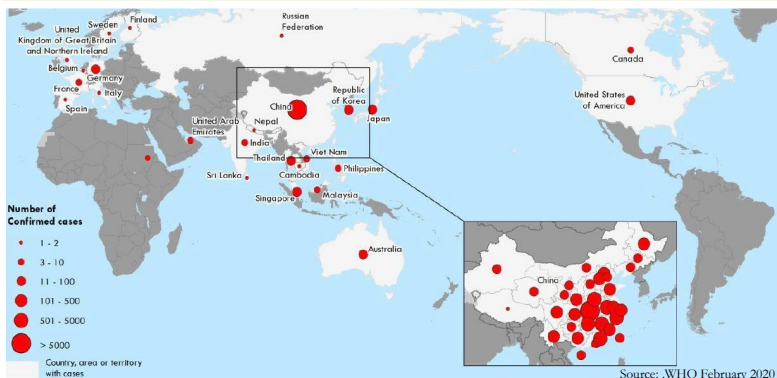 Finland
Sweden
United
Kingdom of Great Britain
and Northern Ireland
Belgium
Germany
France
Italy
Spain
Russian
Federation
China
Nepal
Republic
of Korea
Japan
United Arab
Emirates
India
Thailand
Viet Nam
Cambodia
Philippines
Sri Lanka
Singapore
Malaysia
Australia
Canada
United States
of America
Number of
Confirmed cases
1 - 2
3 - 10
11 - 100
101 - 500
501 - 5000
> 5000
Country, area or territory
with cases
China
Source: .WHO February 2020